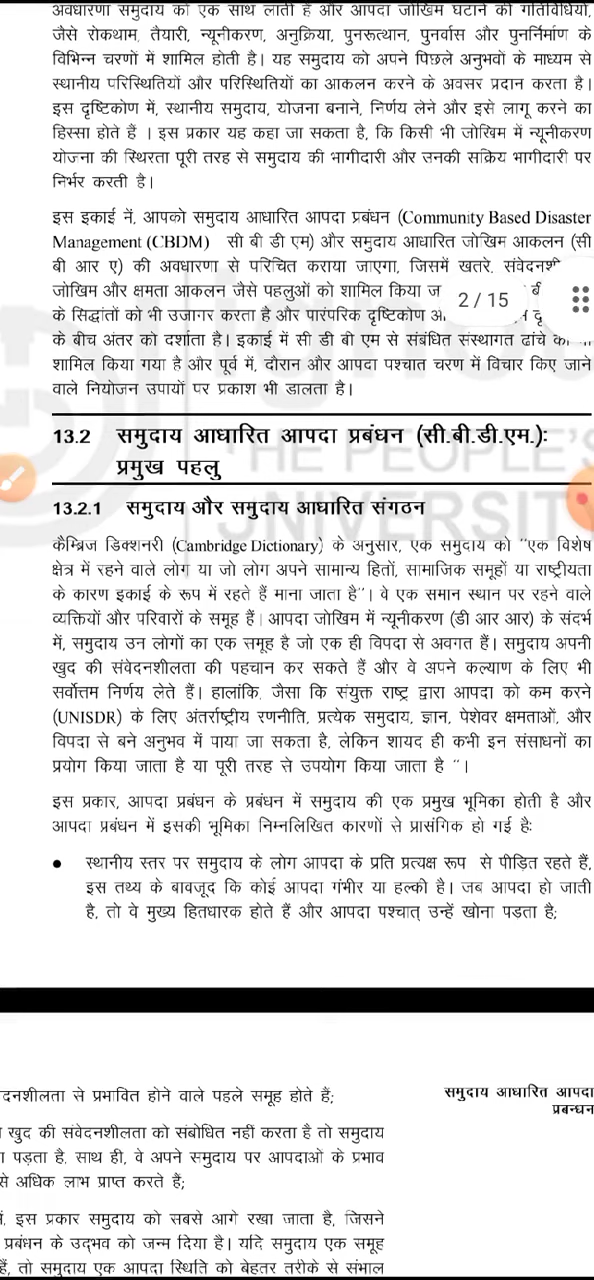 अवधारणा समुदाय को एक साथ लाती है और आपदा जोखिम घटाने की गतिविधियों,
जैसे रोकथाम, तैयारी, न्यूनीकरण, अनुक्रिया, पुनरूत्थान, पुनर्वास और पुनर्निर्माण के
विभिन्न चरणों में शामिल होती है। यह समुदाय को अपने पिछले अनुभवों के माध्यम से
स्थानीय परिस्थितियों और परिस्थितियों का आकलन करने के अवसर प्रदान करता है।
इस दृष्टिकोण में, स्थानीय समुदाय, योजना बनाने, निर्णय लेने और इसे लागू करने का
हिस्सा होते हैं । इस प्रकार यह कहा जा सकता है, कि किसी भी जोखिम में न्यूनीकरण
योजना की स्थिरता पूरी तरह से समुदाय की भागीदारी और उनकी सक्रिय भागीदारी पर
निर्भर करती है।
इस इकाई में, आपको समुदाय आधारित आपदा प्रबंधन (Community Based Disaster
Management (CBDM) सी बी डी एम) और समुदाय आधारित जोखिम आकलन (सी
बी आर ए) की अवधारणा से परिचित कराया जाएगा, जिसमें खतरे,
जोखिम और क्षमता आकलन जैसे पहलुओं को शामिल किया
2 / 15
के सिद्धांतों को भी उजागर करता है और पारंपरिक दृष्टिकोण
के बीच अंतर को दर्शाता है। इकाई में सी डी बी एम से संबंधित संस्थागत ढांचे
शामिल किया गया है और पूर्व में, दौरान और आपदा पश्चात चरण में विचार किए जाने
वाले नियोजन उपायों पर प्रकाश भी डालता है।
13.2 समुदाय आधारित आपदा प्रबंधन (सी.बी.डी.एम.):
प्रमुख पहलु
THE PEOPLE'S
UNIVERSIT
13.2.1 समुदाय और समुदाय आधारित संगठन
कैम्ब्रिज डिक्शनरी (Cambridge Dictionary) के अनुसार, एक समुदाय को "एक विशेष
क्षेत्र में रहने वाले लोग या जो लोग अपने सामान्य हितों, सामाजिक समूहों या राष्ट्रीयता
के कारण इकाई के रूप में रहते हैं माना जाता है"। वे एक समान स्थान पर रहने वाले
व्यक्तियों और परिवारों के समूह हैं। आपदा जोखिम में न्यूनीकरण (डी आर आर) के संदर्भ
में, समुदाय उन लोगों का एक समूह है जो एक ही विपदा से अवगत हैं। समुदाय अपनी
खुद की संवेदनशीलता की पहचान कर सकते हैं और वे अपने कल्याण के लिए भी
सर्वोत्तम निर्णय लेते हैं। हालांकि, जैसा कि संयुक्त राष्ट्र द्वारा आपदा को कम करने
(UNISDR) के लिए अंतर्राष्ट्रीय रणनीति, प्रत्येक समुदाय, ज्ञान, पेशेवर क्षमताओं, और
विपदा से बने अनुभव में पाया जा सकता है, लेकिन शायद ही कभी इन संसाधनों का
प्रयोग किया जाता है या पूरी तरह से उपयोग किया जाता है "।
इस प्रकार, आपदा प्रबंधन के प्रबंधन में समुदाय की एक प्रमुख भूमिका होती है और
आपदा प्रबंधन में इसकी भूमिका निम्नलिखित कारणों से प्रासंगिक हो गई है:
● स्थानीय स्तर पर समुदाय के लोग आपदा के प्रति प्रत्यक्ष रूप से पीड़ित रहते हैं,
इस तथ्य के बावजूद कि कोई आपदा गंभीर या हल्की है। जब आपदा हो जाती
है, तो वे मुख्य हितधारक होते हैं और आपदा पश्चात् उन्हें खोना पडता है;
समुदाय आधारित आपदा
प्रबन्धन
से प्रभावित होने वाले पहले समूह होते हैं;
खुद की संवेदनशीलता को संबोधित नहीं करता है तो समुदाय
पड़ता है, साथ ही, वे अपने समुदाय पर आपदाओं के प्रभाव
से अधिक लाभ प्राप्त करते हैं;
इस प्रकार समुदाय को सबसे आगे रखा जाता है, जिसने
प्रबंधन के उद्भव को जन्म दिया है। यदि समुदाय एक समूह
हैं, तो समुदाय एक आपदा स्थिति को बेहतर तरीके से संभाल